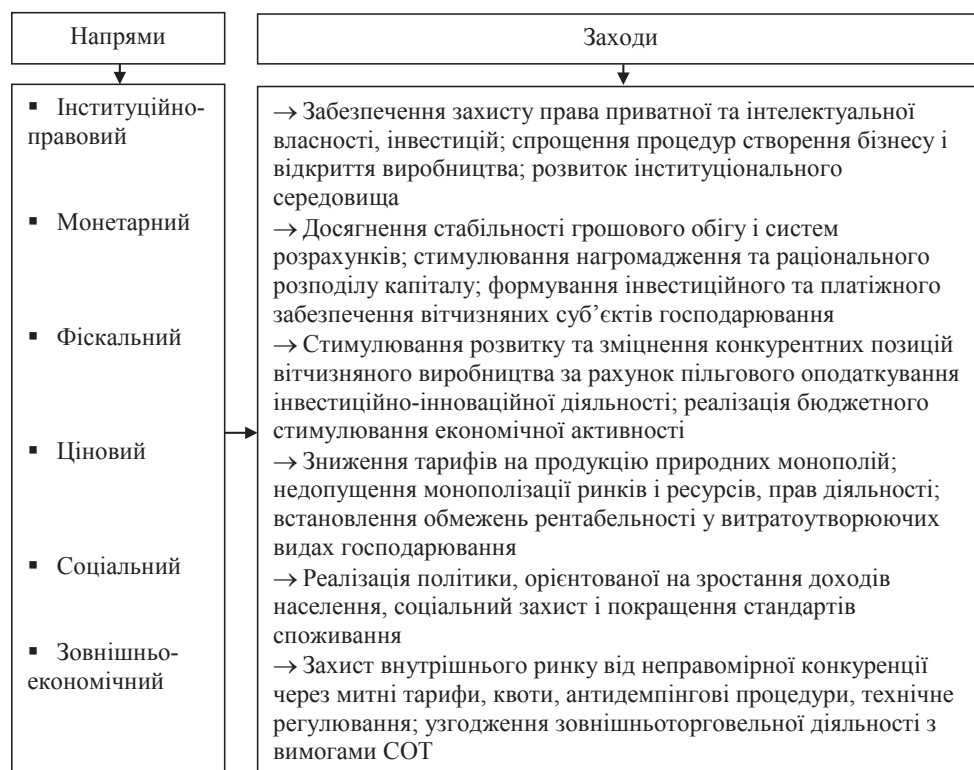 Напрями
Заходи
▪ Інституційно-
правовий
▪ Монетарний
▪ Фіскальний
▪ Ціновий
▪ Соціальний
▪ Зовнішньо-
економічний
→ Забезпечення захисту права приватної та інтелектуальної
власності, інвестицій; спрощення процедур створення бізнесу і
відкриття виробництва; розвиток інституціонального
середовища
→ Досягнення стабільності грошового обігу і систем
розрахунків; стимулювання нагромадження та раціонального
розподілу капіталу; формування інвестиційного та платіжного
забезпечення вітчизняних суб’єктів господарювання
→ Стимулювання розвитку та зміцнення конкурентних позицій
вітчизняного виробництва за рахунок пільгового оподаткування
інвестиційно-інноваційної діяльності; реалізація бюджетного
стимулювання економічної активності
→ Зниження тарифів на продукцію природних монополій;
недопущення монополізації ринків і ресурсів, прав діяльності;
встановлення обмежень рентабельності у витратоутворюючих
видах господарювання
→ Реалізація політики, орієнтованої на зростання доходів
населення, соціальний захист і покращення стандартів
споживання
→ Захист внутрішнього ринку від неправомірної конкуренції
через митні тарифи, квоти, антидемпінгові процедури, технічне
регулювання; узгодження зовнішньоторговельної діяльності з
вимогами СОТ